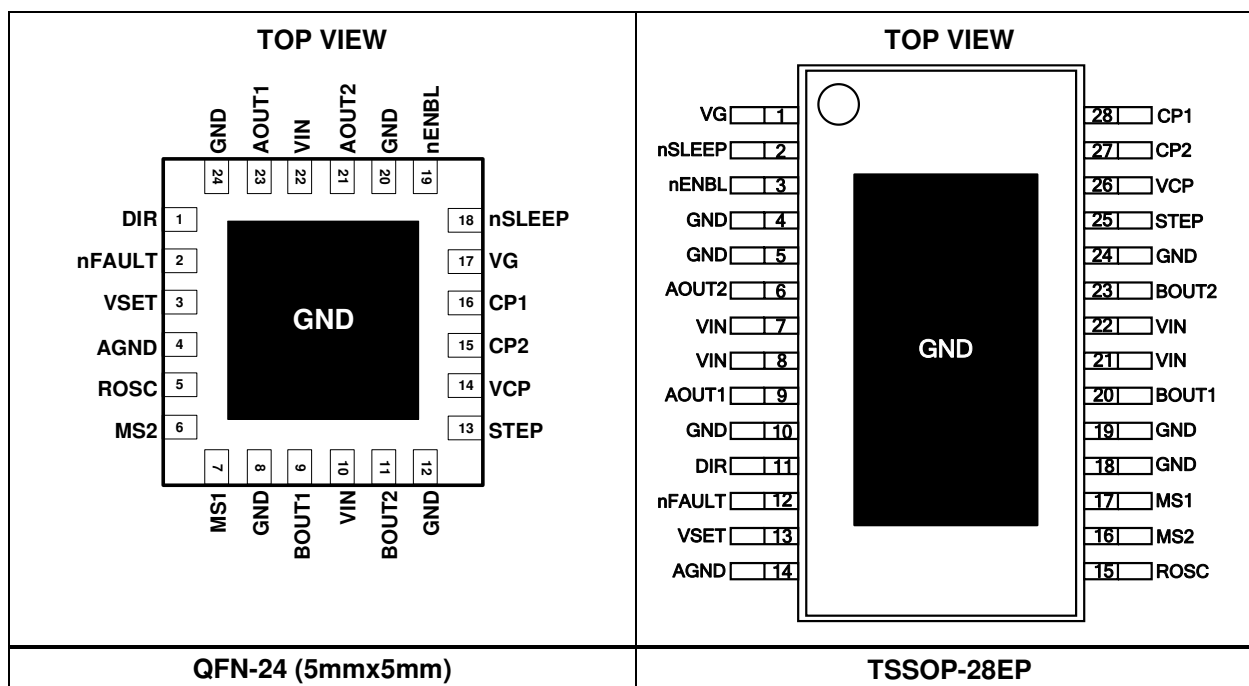 TOP VIEW
GND
AOUT1
VIN
AOUT2
GND
nENBL
24 23 22 21 20 19
DIR 1
nFAULT 2
VSET 3
AGND 4
ROSC 5
MS2 6
GND
18 nSLEEP
17 VG
16 CP1
15 CP2
14 VCP
13 STEP
7 8 9 10 11 12
MS1
GND
BOUT1
VIN
BOUT2
GND
QFN-24 (5mmx5mm)
TOP VIEW
VG 1
nSLEEP 2
nENBL 3
GND 4
GND 5
AOUT2 6
VIN 7
VIN 8
AOUT1 9
GND 10
DIR 11
nFAULT 12
VSET 13
AGND 14
GND
28 CP1
27 CP2
26 VCP
25 STEP
24 GND
23 BOUT2
22 VIN
21 VIN
20 BOUT1
19 GND
18 GND
17 MS1
16 MS2
15 ROSC
TSSOP-28EP